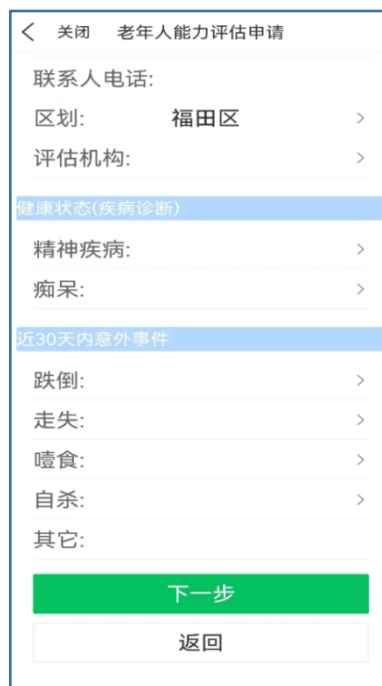 关闭 老年人能力评估申请
联系人电话:
区划: 福田区
评估机构:
健康状态(疾病诊断)
精神疾病:
痴呆:
近30天内意外事件
跌倒:
走失:
噎食:
自杀:
其它:
下一步
返回